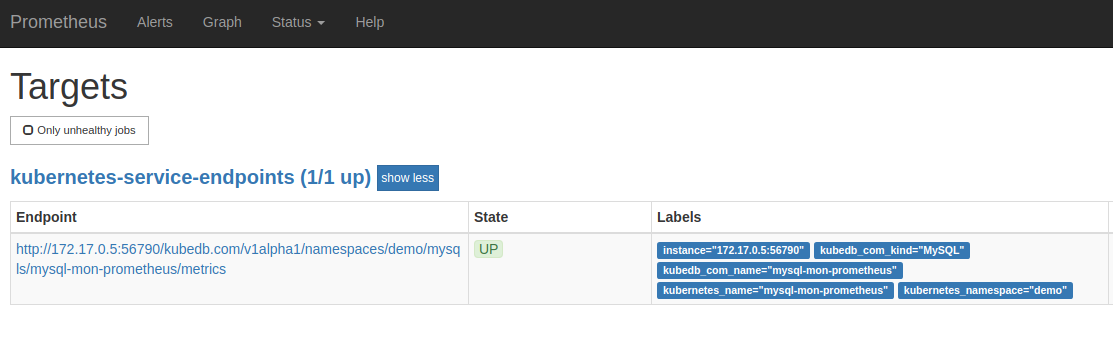 Prometheus Alerts Graph Status Help
Targets
Only unhealthy jobs
kubernetes-service-endpoints (1/1 up) show less
Endpoint State Labels
http://172.17.0.5:56790/kubedb.com/v1alpha1/namespaces/demo/mysq UP instance="172.17.0.5:56790" kubedb_com_kind="MySQL"
ls/mysql-mon-prometheus/metrics kubedb_com_name="mysql-mon-prometheus"
kubernetes_name="mysql-mon-prometheus" kubernetes_namespace="demo"